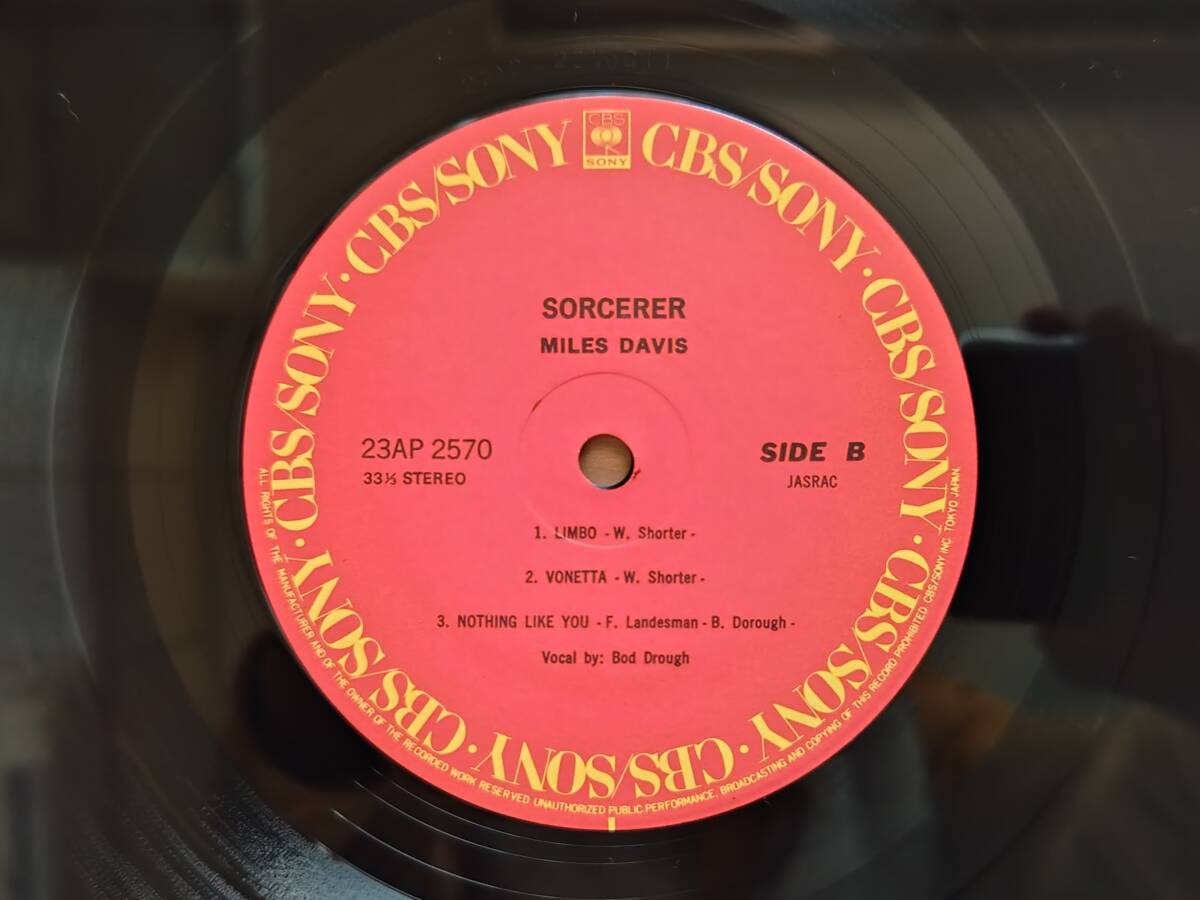 CBS
SONY
CBS/SONY · CBS/SONY · CBS/SONY · CBS/SONY · CBS/SONY · CBS/SONY · CBS/SONY · CBS/SONY · CBS/SONY
SORCERER
MILES DAVIS
23AP 2570
SIDE B
33⅓ STEREO
JASRAC
1. LIMBO - W. Shorter -
2. VONETTA - W. Shorter -
3. NOTHING LIKE YOU - F. Landesman - B. Dorough -
Vocal by: Bod Drough
ALL RIGHTS OF THE MANUFACTURER AND OF THE OWNER OF THE RECORDED WORK RESERVED UNAUTHORIZED PUBLIC PERFORMANCE, BROADCASTING AND COPYING OF THIS RECORD PROHIBITED. CBS/SONY INC. TOKYO JAPAN